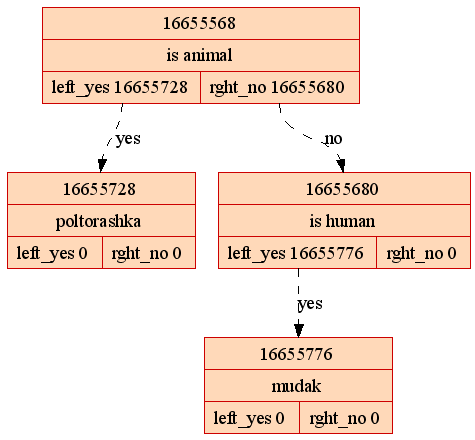 16655568
is animal
left_yes 16655728 rght_no 16655680
yes no
16655728 16655680
poltorashka is human
left_yes 0 rght_no 0 left_yes 16655776 rght_no 0
yes
16655776
mudak
left_yes 0 rght_no 0